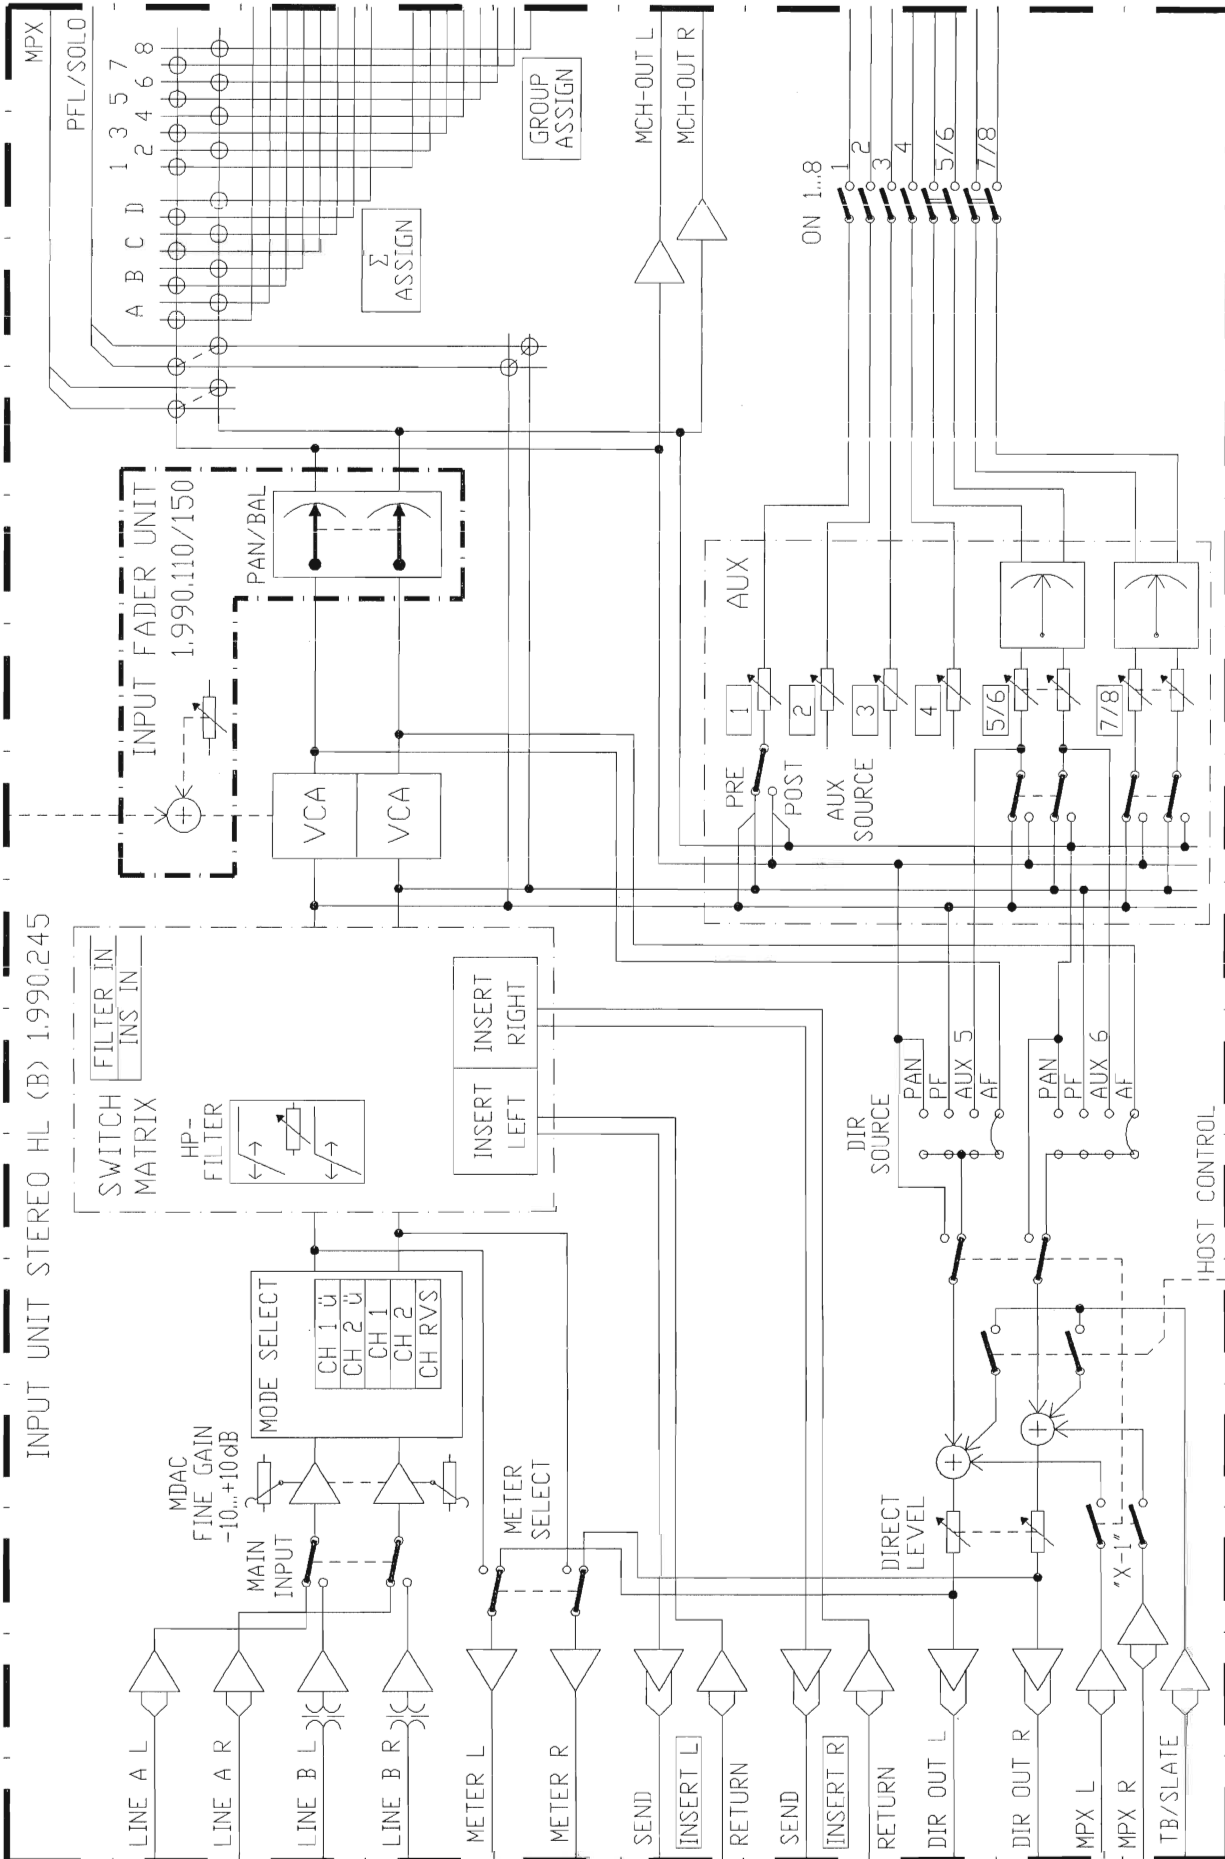 INPUT UNIT STEREO HL (B) 1.990.245
LINE A L
LINE A R
LINE B L
LINE B R
METER L
METER R
SEND
INSERT L
RETURN
SEND
INSERT R
RETURN
DIR OUT L
DIR OUT R
MPX L
MPX R
TB/SLATE
MAIN
INPUT
MDAC
FINE GAIN
-10...+10dB
MODE SELECT
CH 1 ü
CH 2 ü
CH 1
CH 2
CH RVS
METER
SELECT
DIRECT
LEVEL
"X-1"
HOST CONTROL
SWITCH
MATRIX
FILTER IN
INS IN
HP-
FILTER
INSERT
LEFT
INSERT
RIGHT
DIR
SOURCE
PAN
PF
AUX 5
AF
PAN
PF
AUX 6
AF
INPUT FADER UNIT
1.990.110/150
VCA
VCA
PAN/BAL
PRE
POST
AUX
SOURCE
AUX
1
2
3
4
5/6
7/8
MPX
PFL/SOLO
A B C D
1 3 5 7
2 4 6 8
Σ
ASSIGN
GROUP
ASSIGN
MCH-OUT L
MCH-OUT R
ON 1...8
1
2
3
4
5/6
7/8